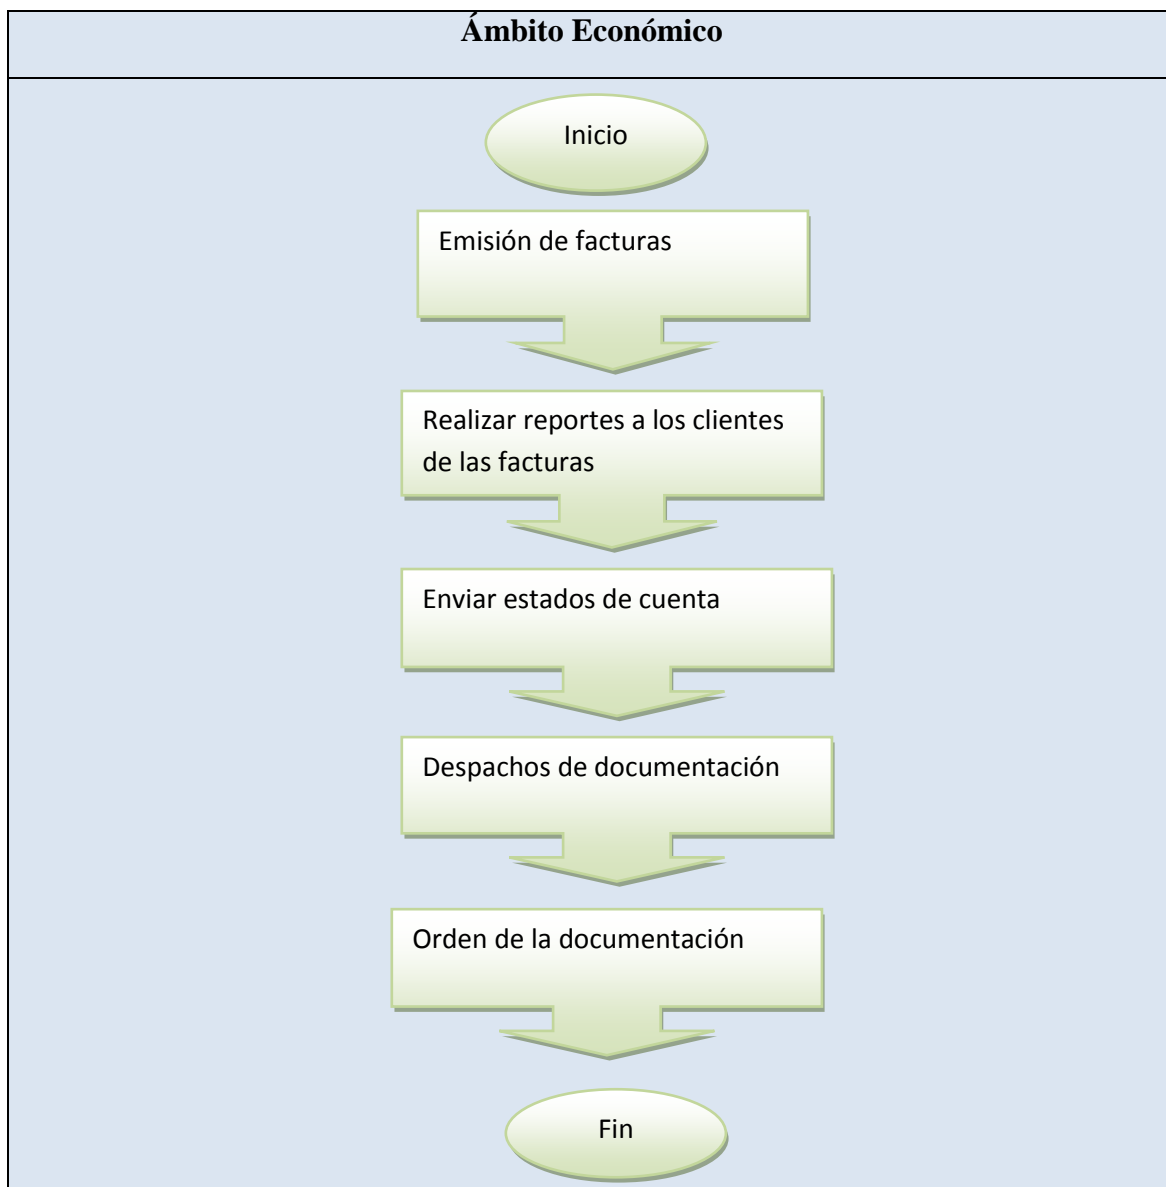 Ámbito Económico
Inicio
Emisión de facturas
Realizar reportes a los clientes
de las facturas
Enviar estados de cuenta
Despachos de documentación
Orden de la documentación
Fin